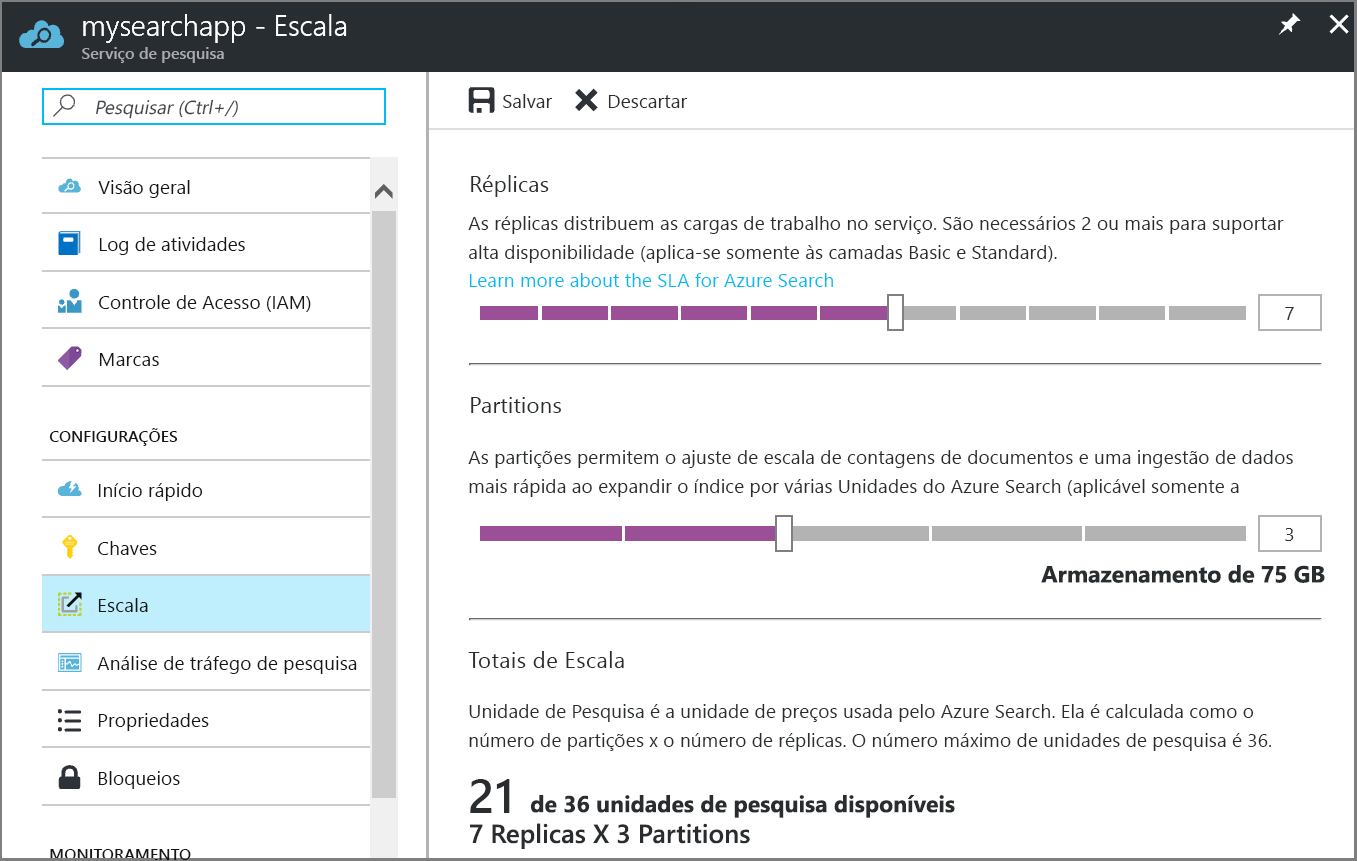 mysearchapp - Escala
Serviço de pesquisa
Pesquisar (Ctrl+/)
Visão geral
Log de atividades
Controle de Acesso (IAM)
Marcas
CONFIGURAÇÕES
Início rápido
Chaves
Escala
Análise de tráfego de pesquisa
Propriedades
Bloqueios
MONITORAMENTO
Salvar
Descartar
Réplicas
As réplicas distribuem as cargas de trabalho no serviço. São necessários 2 ou mais para suportar
alta disponibilidade (aplica-se somente às camadas Basic e Standard).
Learn more about the SLA for Azure Search
7
Partitions
As partições permitem o ajuste de escala de contagens de documentos e uma ingestão de dados
mais rápida ao expandir o índice por várias Unidades do Azure Search (aplicável somente a
3
Armazenamento de 75 GB
Totais de Escala
Unidade de Pesquisa é a unidade de preços usada pelo Azure Search. Ela é calculada como o
número de partições x o número de réplicas. O número máximo de unidades de pesquisa é 36.
21 de 36 unidades de pesquisa disponíveis
7 Replicas X 3 Partitions